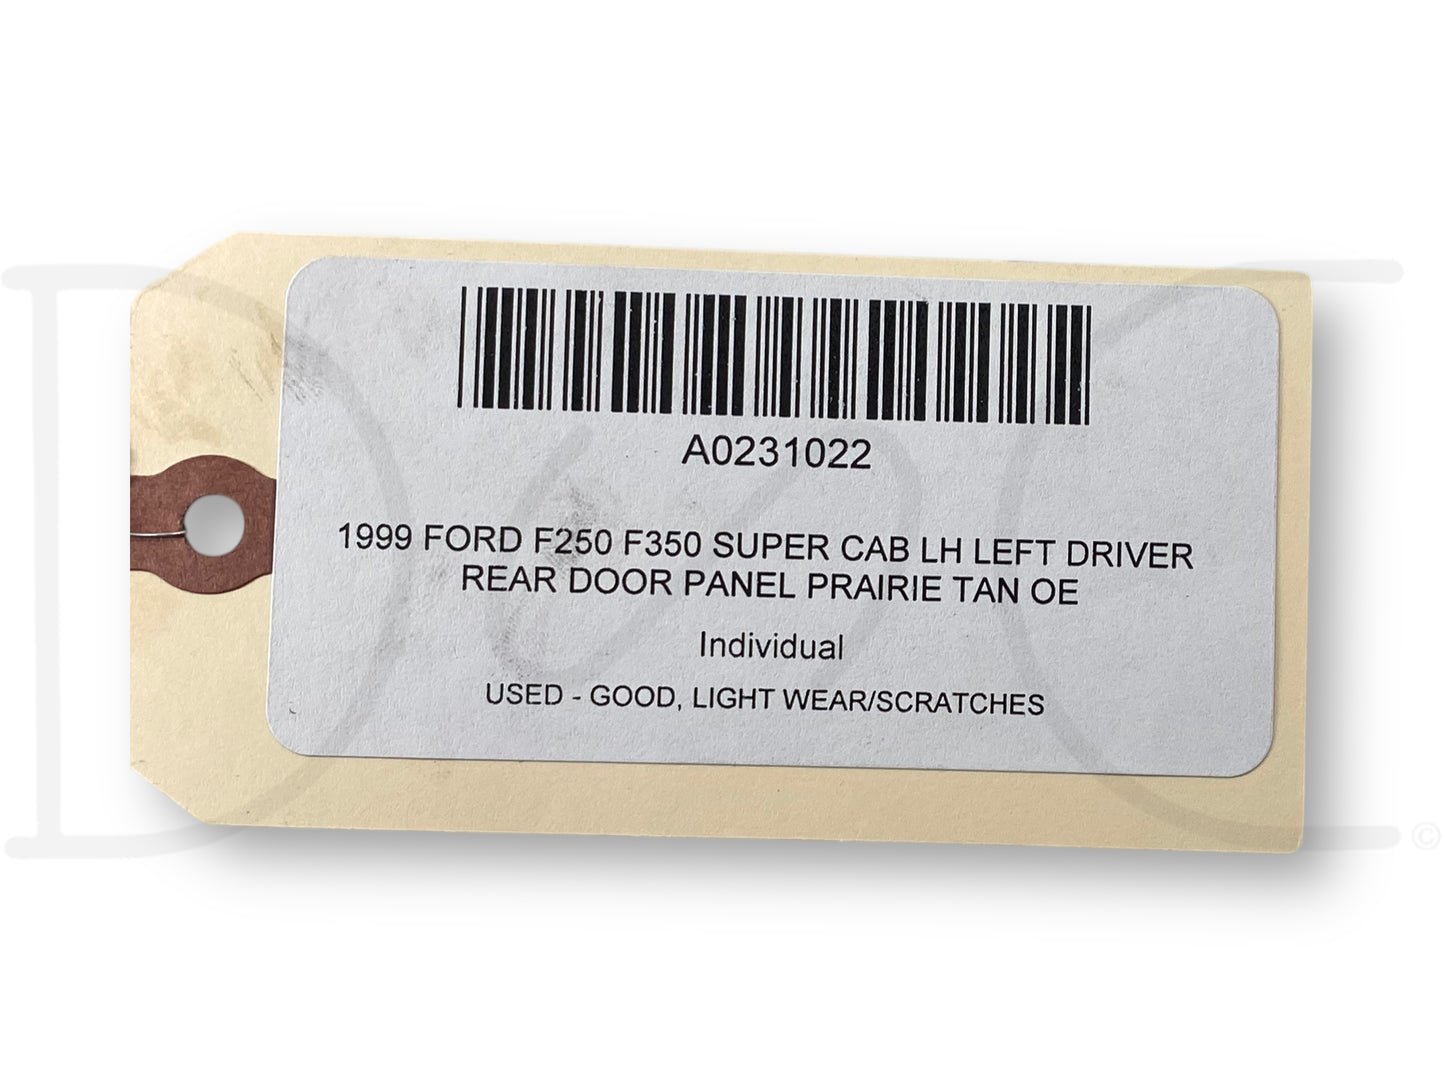 A0231022
1999 FORD F250 F350 SUPER CAB LH LEFT DRIVER
REAR DOOR PANEL PRAIRIE TAN OE
Individual
USED - GOOD, LIGHT WEAR/SCRATCHES
©